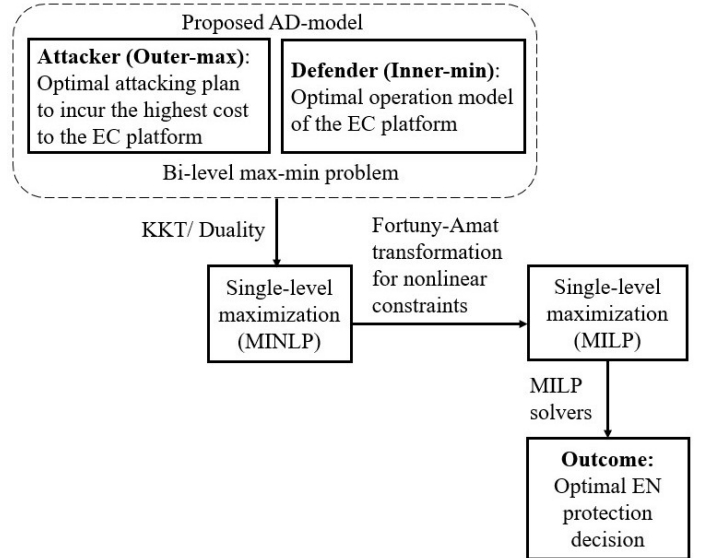 Proposed AD-model
Attacker (Outer-max):
Optimal attacking plan
to incur the highest cost
to the EC platform
Defender (Inner-min):
Optimal operation model
of the EC platform
Bi-level max-min problem
KKT/ Duality
Fortuny-Amat
transformation
for nonlinear
constraints
Single-level
maximization
(MINLP)
Single-level
maximization
(MILP)
MILP
solvers
Outcome:
Optimal EN
protection
decision